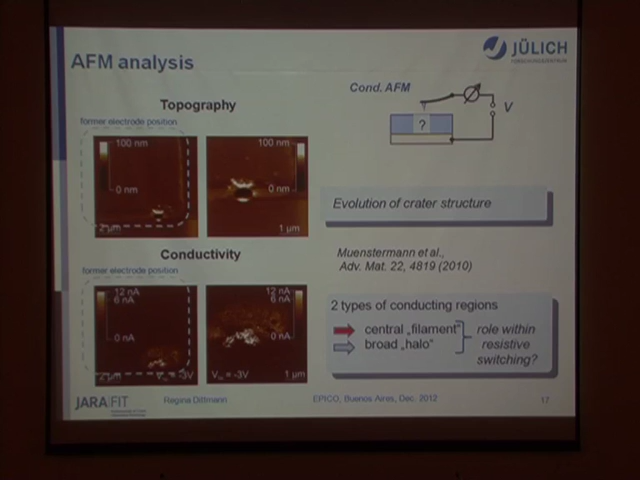 AFM analysis
JÜLICH
FORSCHUNGSZENTRUM
Topography
former electrode position
100 nm
0 nm
2 µm
100 nm
0 nm
1 µm
Conductivity
former electrode position
12 nA
6 nA
0 nA
2 µm
= -3V
12 nA
6 nA
0 nA
= -3V
1 µm
Cond. AFM
V
?
Evolution of crater structure
Muenstermann et al.,
Adv. Mat. 22, 4819 (2010)
2 types of conducting regions
central „filament"
broad „halo"
role within
resistive
switching?
JARA|FIT
Regina Dittmann
EPICO, Buenos Aires, Dec. 2012
17